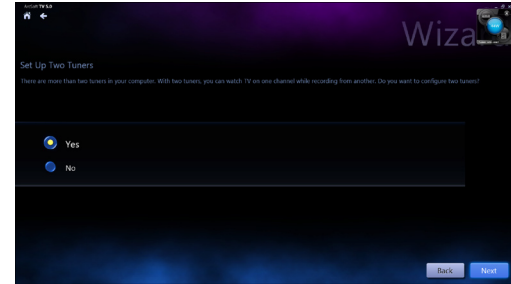 ArcSoft TV 5.0
Wiza
Set Up Two Tuners
There are more than two tuners in your computer. With two tuners, you can watch TV on one channel while recording from another. Do you want to configure two tuners?
Yes
No
Back
Next